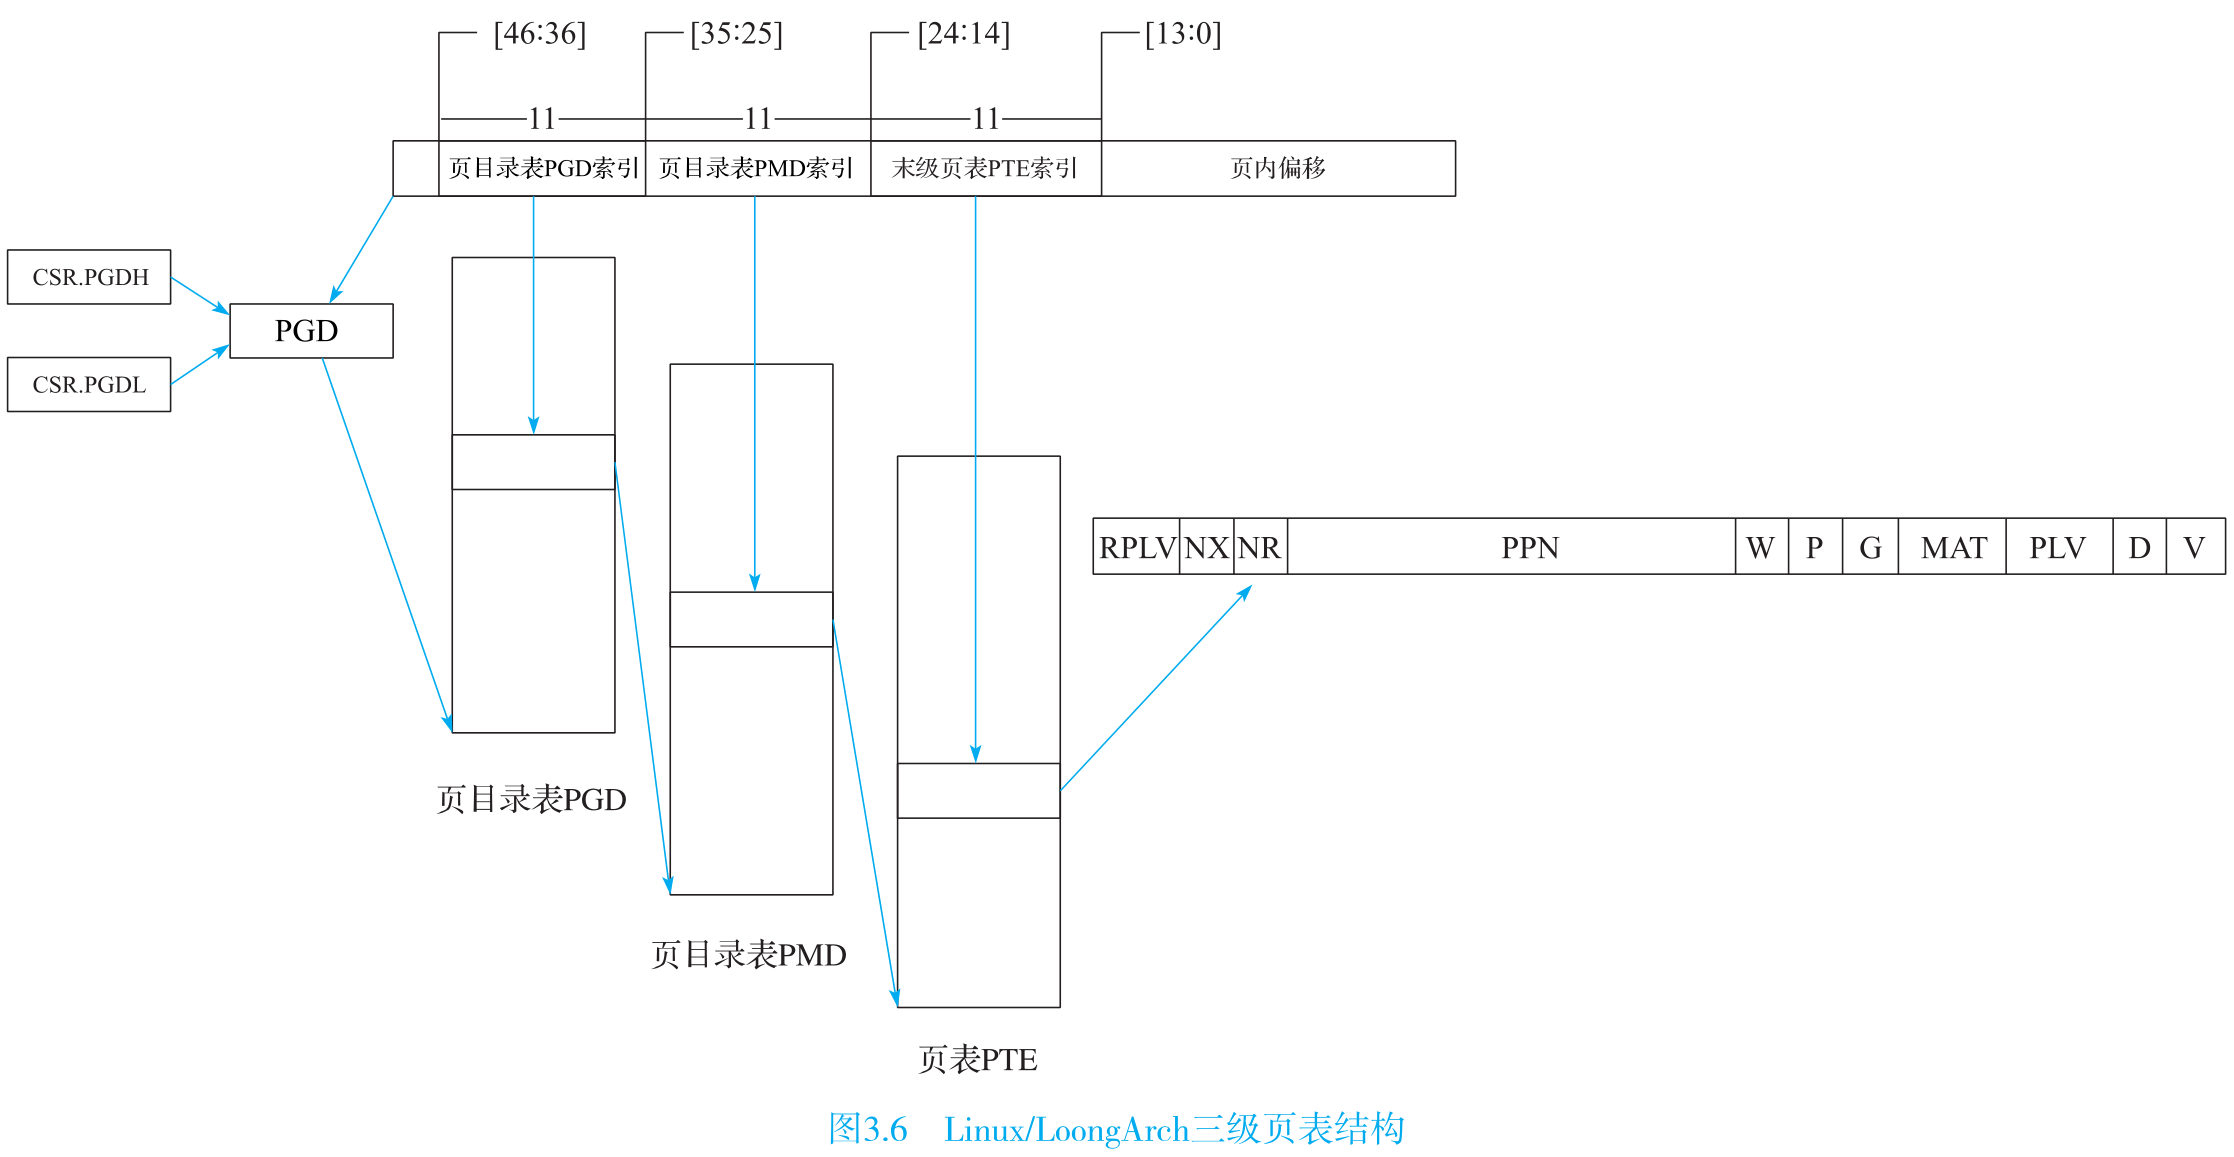 [46:36] [35:25] [24:14] [13:0]
11 11 11
页目录表PGD索引 页目录表PMD索引 末级页表PTE索引 页内偏移
CSR.PGDH
PGD
CSR.PGDL
RPLV NX NR PPN W P G MAT PLV D V
页目录表PGD
页目录表PMD
页表PTE
图3.6 Linux/LoongArch三级页表结构